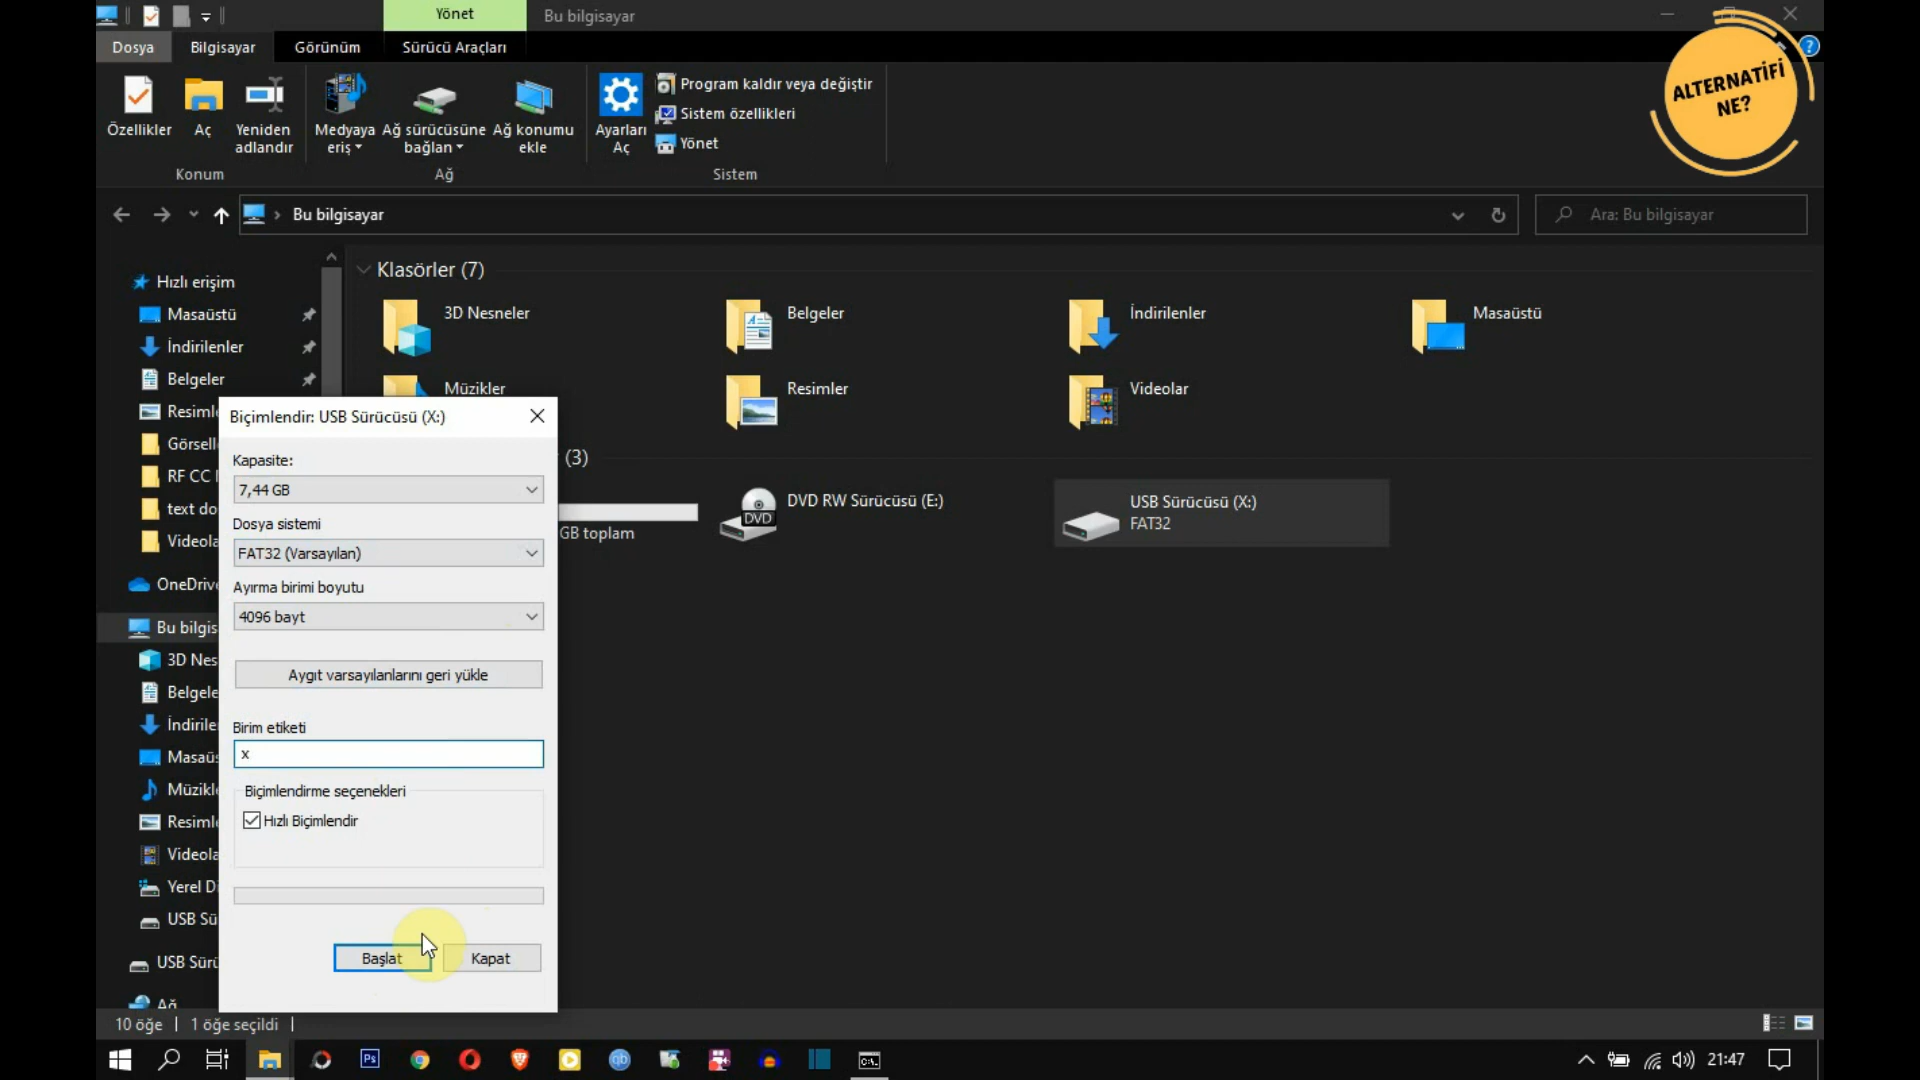 Yönet
Bu bilgisayar
Dosya
Bilgisayar
Görünüm
Sürücü Araçları
ALTERNATİFİ
NE?
?
Özellikler
Aç
Yeniden
adlandır
Medyaya
eriş
Ağ sürücüsüne
bağlan
Ağ konumu
ekle
Ayarları
Aç
Program kaldır veya değiştir
Sistem özellikleri
Yönet
Konum
Ağ
Sistem
Bu bilgisayar
Ara: Bu bilgisayar
Hızlı erişim
Masaüstü
İndirilenler
Belgeler
Resiml
Görsell
RF CC
text do
Videola
OneDriv
Bu bilgis
3D Nes
Belgele
İndirile
Masaüs
Müzikl
Resiml
Videola
Yerel D
USB Sü
USB Sürü
Ağ
Klasörler (7)
3D Nesneler
Belgeler
İndirilenler
Masaüstü
Müzikler
Resimler
Videolar
(3)
GB toplam
DVD
DVD RW Sürücüsü (E:)
USB Sürücüsü (X:)
FAT32
Biçimlendir: USB Sürücüsü (X:)
Kapasite:
7,44 GB
Dosya sistemi
FAT32 (Varsayılan)
Ayırma birimi boyutu
4096 bayt
Aygıt varsayılanlarını geri yükle
Birim etiketi
x
Biçimlendirme seçenekleri
Hızlı Biçimlendir
Başlat
Kapat
10 öğe
1 öğe seçildi
Ps
qb
C:\.
21:47